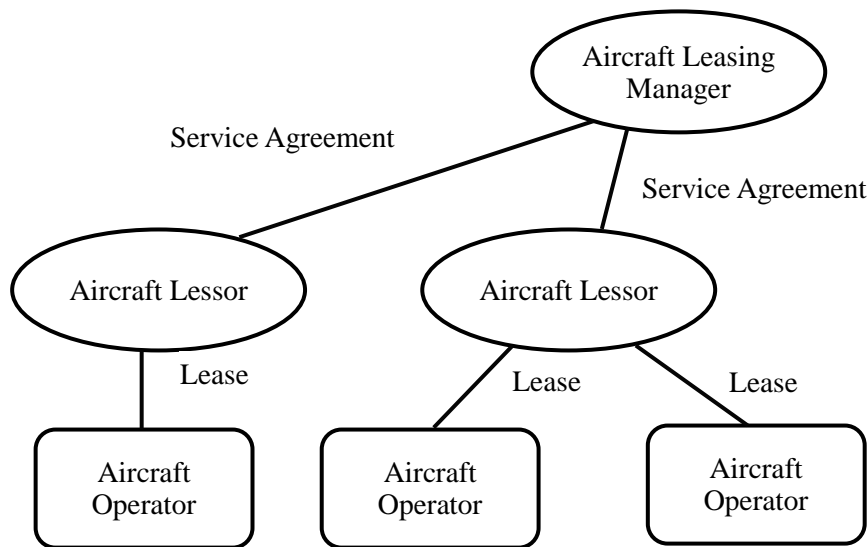 Aircraft Leasing
Manager
Service Agreement
Service Agreement
Aircraft Lessor
Aircraft Lessor
Lease
Lease
Lease
Aircraft
Operator
Aircraft
Operator
Aircraft
Operator